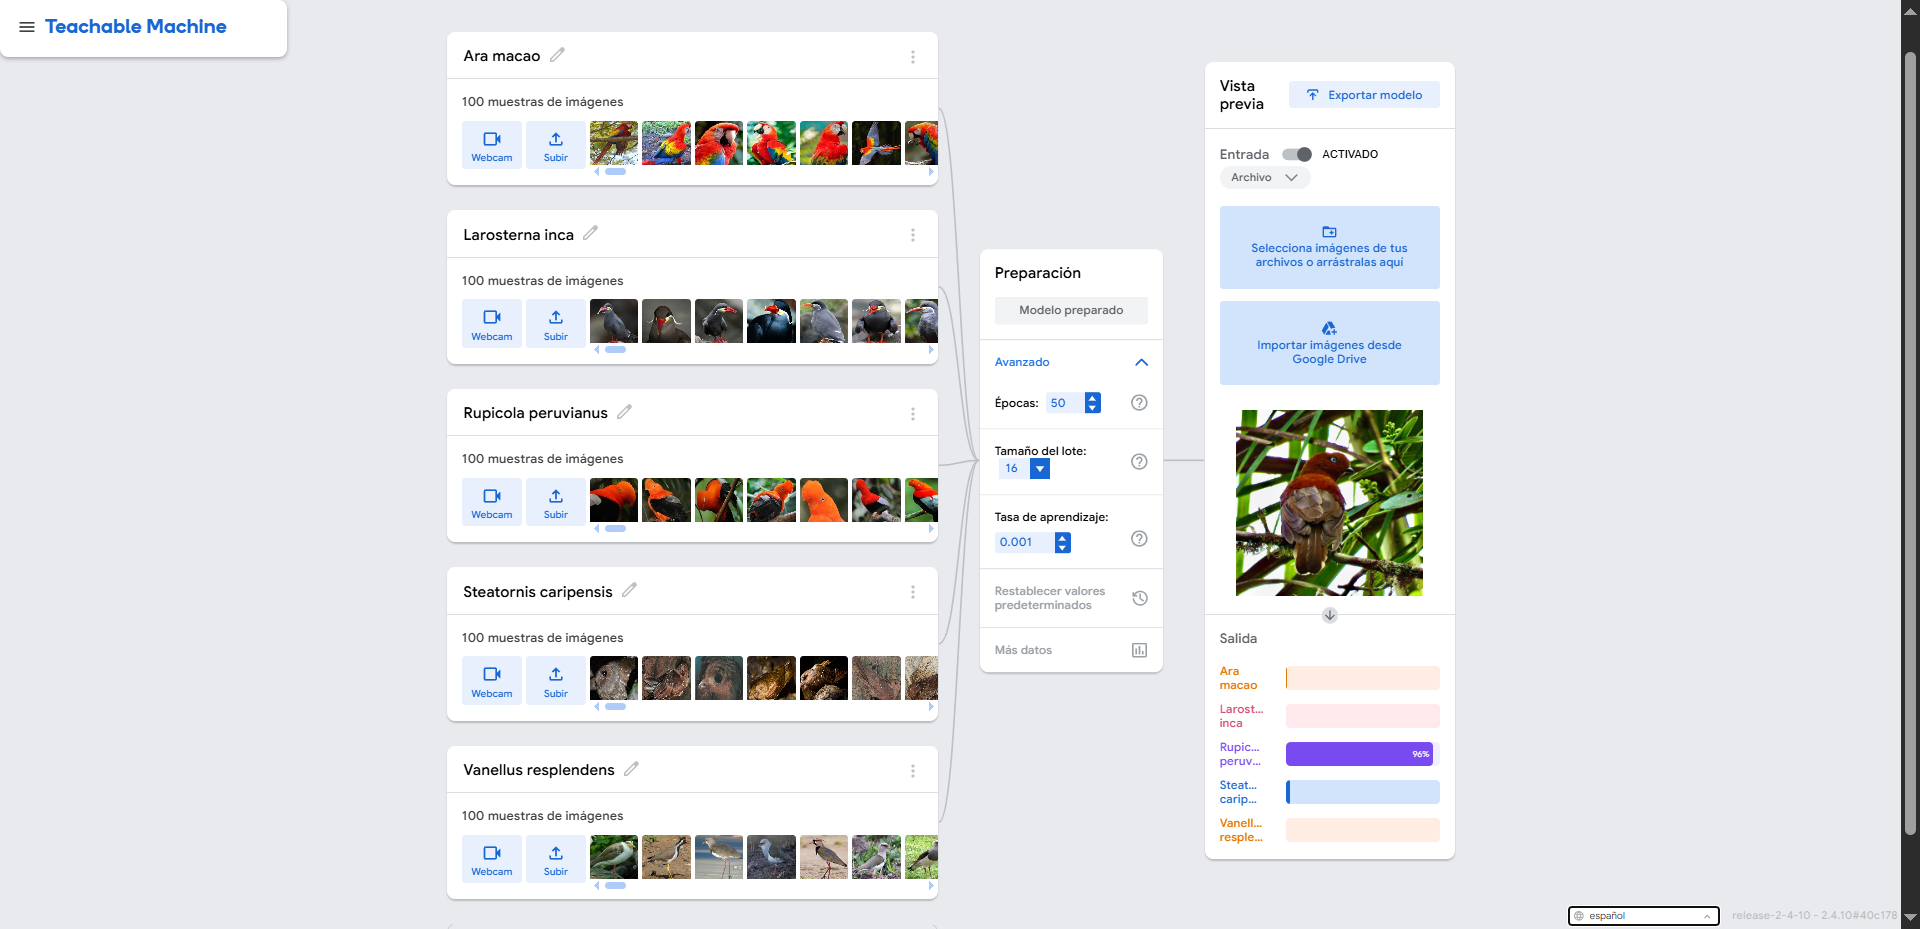 Teachable Machine
Ara macao
100 muestras de imágenes
Webcam
Subir
Larosterna inca
100 muestras de imágenes
Webcam
Subir
Rupicola peruvianus
100 muestras de imágenes
Webcam
Subir
Steatornis caripensis
100 muestras de imágenes
Webcam
Subir
Vanellus resplendens
100 muestras de imágenes
Webcam
Subir
Preparación
Modelo preparado
Avanzado
Épocas: 50
Tamaño del lote:
16
Tasa de aprendizaje:
0.001
Restablecer valores
predeterminados
Más datos
Vista
previa
Exportar modelo
Entrada ACTIVADO
Archivo
Selecciona imágenes de tus
archivos o arrástralas aquí
Importar imágenes desde
Google Drive
Salida
Ara
macao
Larost...
inca
Rupic...
peruv...
96%
Steat...
carip...
Vanell...
resple...
español
release-2-4-10 - 2.4.10#40c178